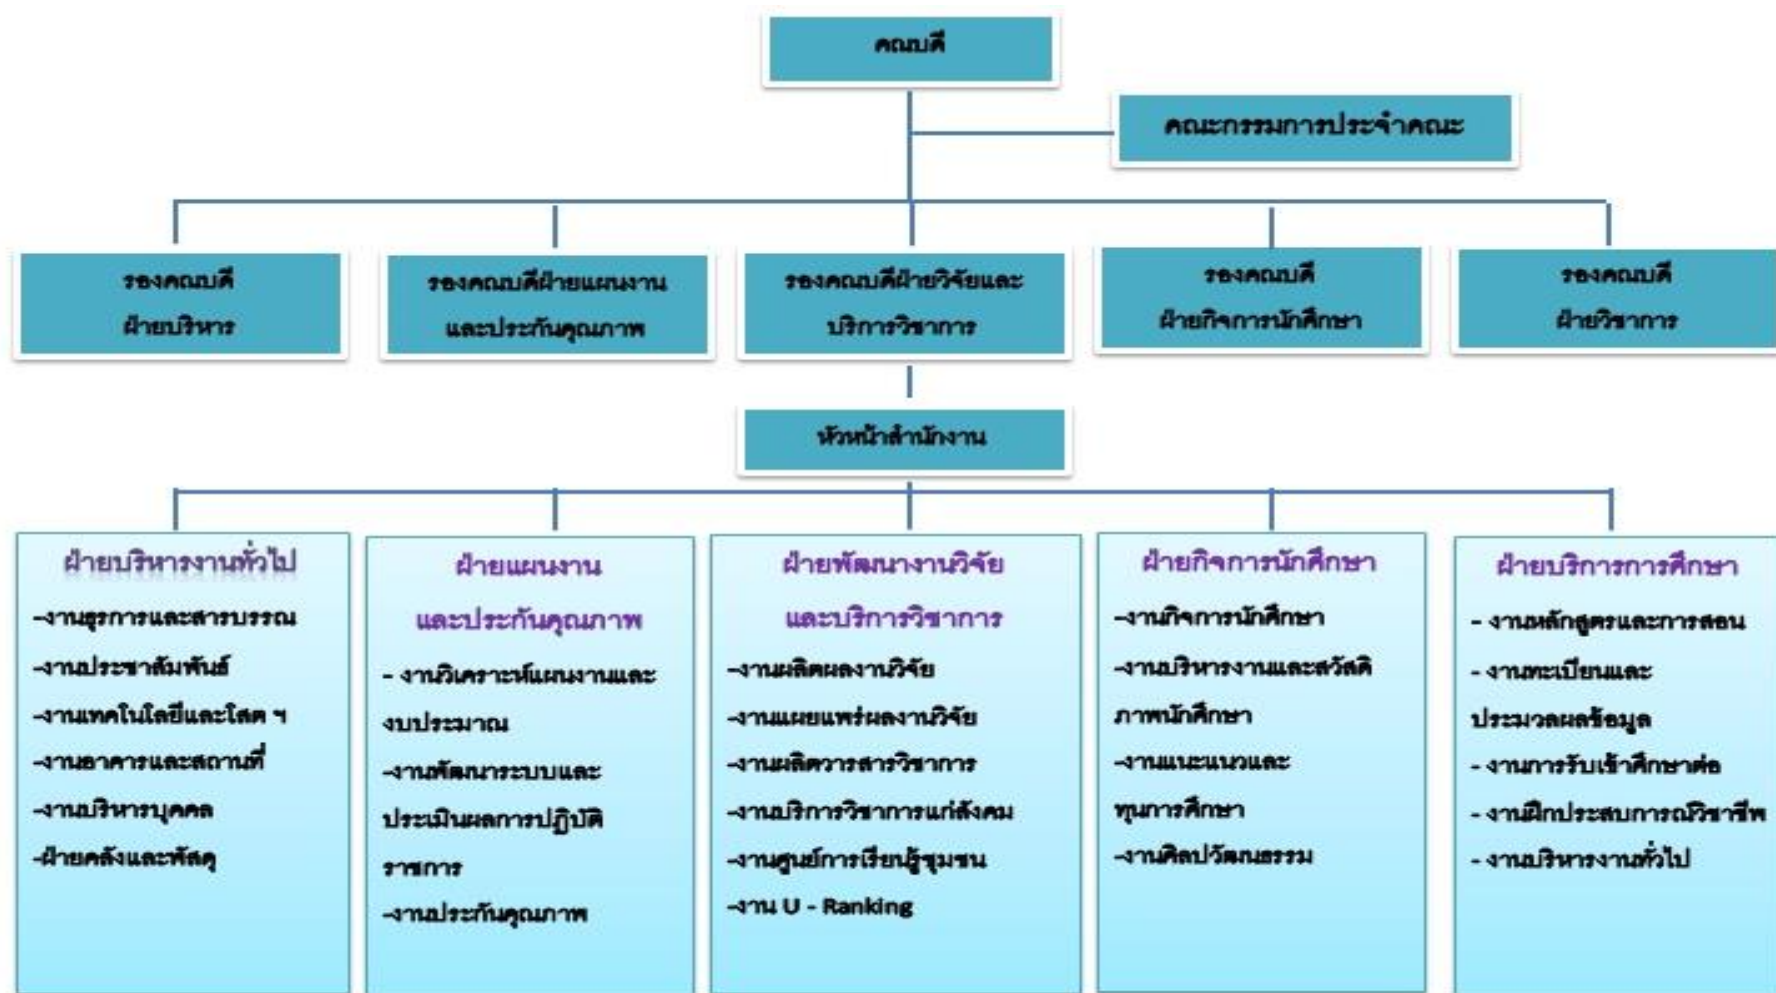 คณบดี
คณะกรรมการประจำคณะ
รองคณบดี
ฝ่ายบริหาร
รองคณบดีฝ่ายแผนงาน
และประกันคุณภาพ
รองคณบดีฝ่ายวิจัยและ
บริการวิชาการ
รองคณบดี
ฝ่ายกิจการนักศึกษา
รองคณบดี
ฝ่ายวิชาการ
หัวหน้าสำนักงาน
ฝ่ายบริหารงานทั่วไป
-งานธุรการและสารบรรณ
-งานประชาสัมพันธ์
-งานเทคโนโลยีและโสต ฯ
-งานอาคารและสถานที่
-งานบริหารบุคคล
-ฝ่ายคลังและพัสดุ
ฝ่ายแผนงาน
และประกันคุณภาพ
- งานวิเคราะห์แผนงานและ
งบประมาณ
-งานพัฒนาระบบและ
ประเมินผลการปฏิบัติ
ราชการ
-งานประกันคุณภาพ
ฝ่ายพัฒนางานวิจัย
และบริการวิชาการ
-งานผลิตผลงานวิจัย
-งานเผยแพร่ผลงานวิจัย
-งานผลิตวารสารวิชาการ
-งานบริการวิชาการแก่สังคม
-งานศูนย์การเรียนรู้ชุมชน
-งาน U - Ranking
ฝ่ายกิจการนักศึกษา
-งานกิจการนักศึกษา
-งานบริหารงานและสวัสดิ
ภาพนักศึกษา
-งานแนะแนวและ
ทุนการศึกษา
-งานศิลปวัฒนธรรม
ฝ่ายบริการการศึกษา
- งานหลักสูตรและการสอน
- งานทะเบียนและ
ประมวลผลข้อมูล
- งานการรับเข้าศึกษาต่อ
- งานฝึกประสบการณ์วิชาชีพ
- งานบริหารงานทั่วไป